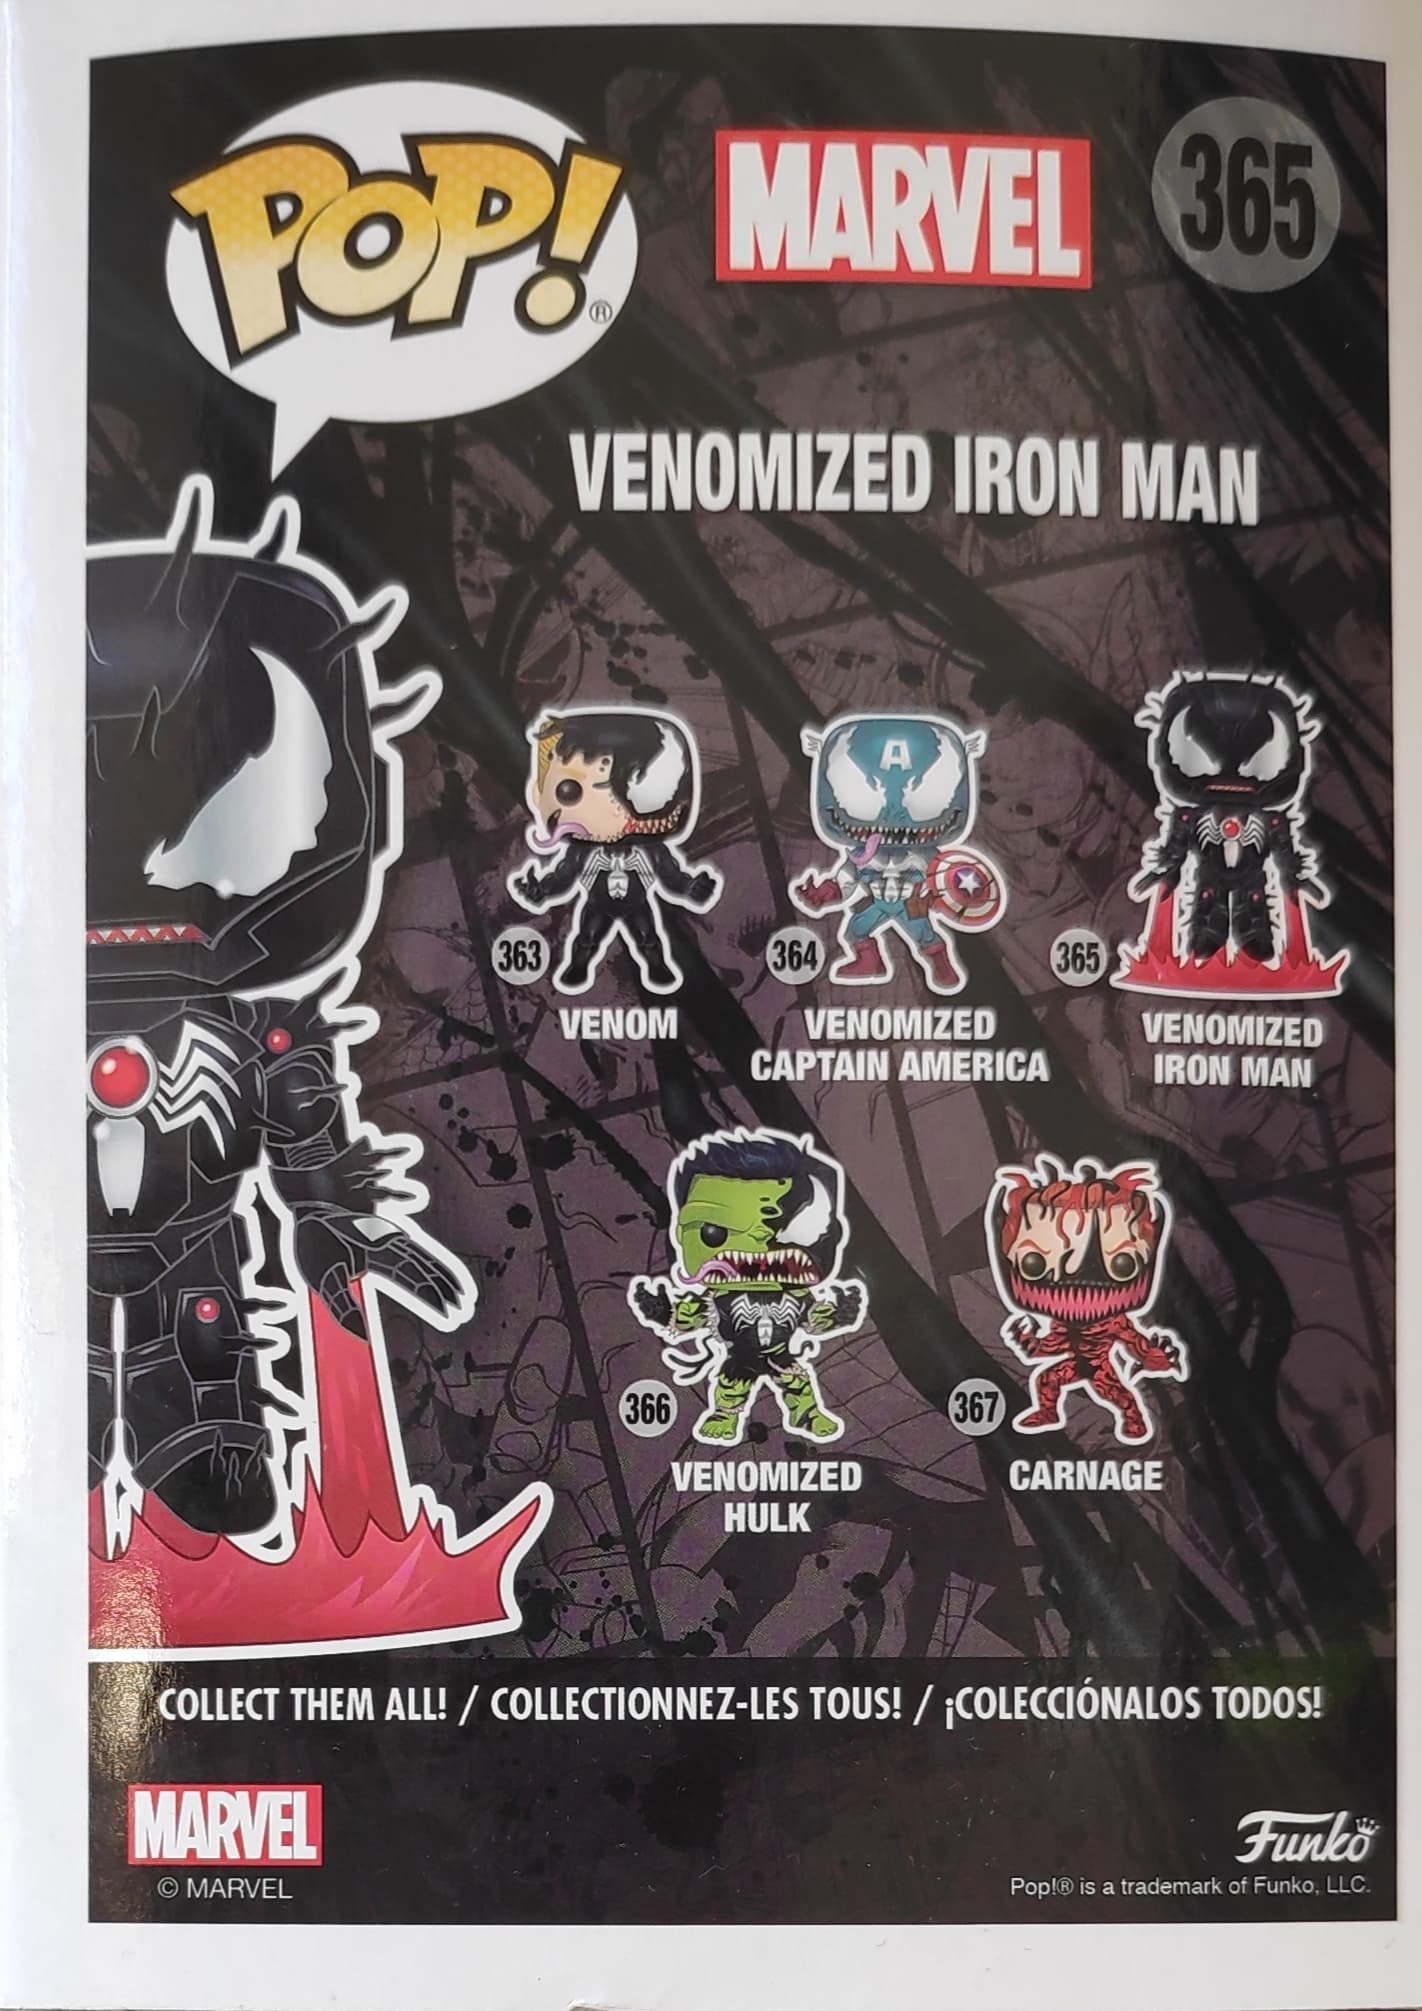 POP!®
MARVEL
365
VENOMIZED IRON MAN
A
363
VENOM
364
VENOMIZED
CAPTAIN AMERICA
365
VENOMIZED
IRON MAN
366
VENOMIZED
HULK
367
CARNAGE
COLLECT THEM ALL! / COLLECTIONNEZ-LES TOUS! / ¡COLECCIÓNALOS TODOS!
MARVEL
© MARVEL
Funko
Pop!® is a trademark of Funko, LLC.